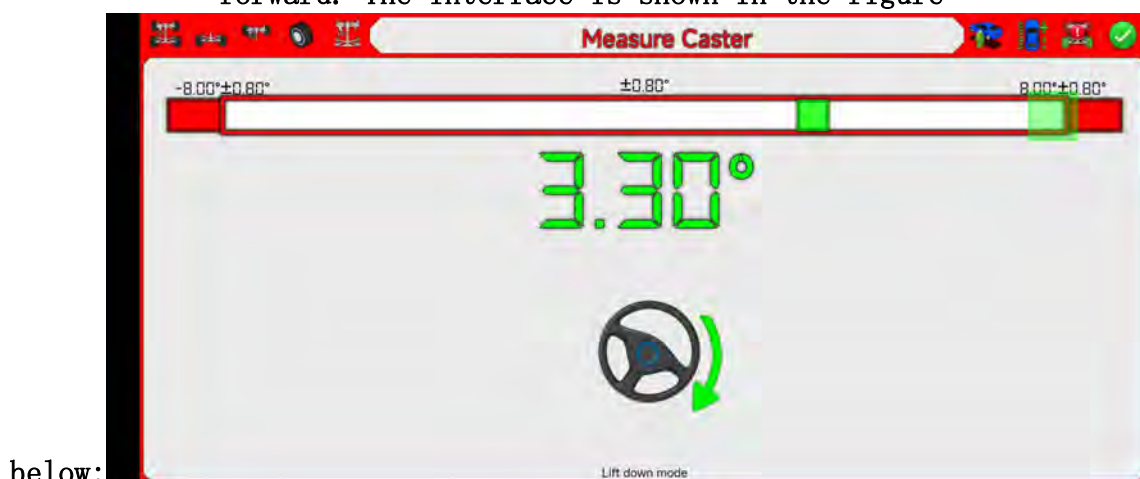 forward. The interface is shown in the figure
Measure Caster
-8.00°±0.80° ±0.80° 8.00°±0.80°
3.30°
Lift down mode
below: